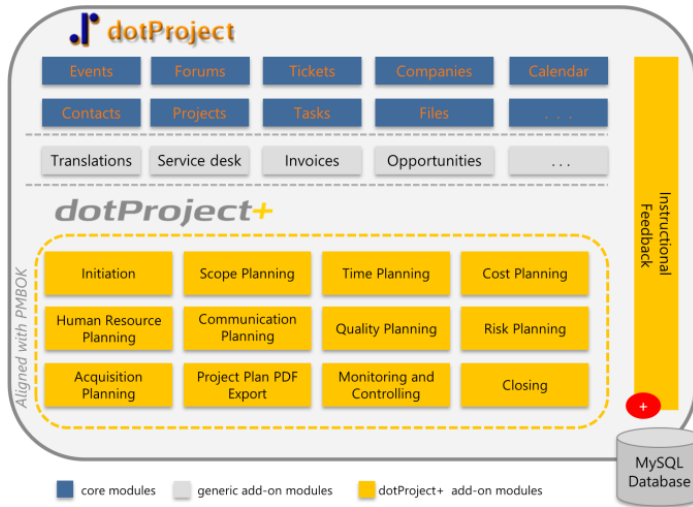 dotProject
Events Forums Tickets Companies Calendar
Contacts Projects Tasks Files . . .
Translations Service desk Invoices Opportunities . . .
dotProject+
Aligned with PMBOK
Initiation Scope Planning Time Planning Cost Planning
Human Resource
Planning
Communication
Planning
Quality Planning
Risk Planning
Acquisition
Planning
Project Plan PDF
Export
Monitoring and
Controlling
Closing
Instructional
Feedback
+
MySQL
Database
core modules generic add-on modules dotProject+ add-on modules